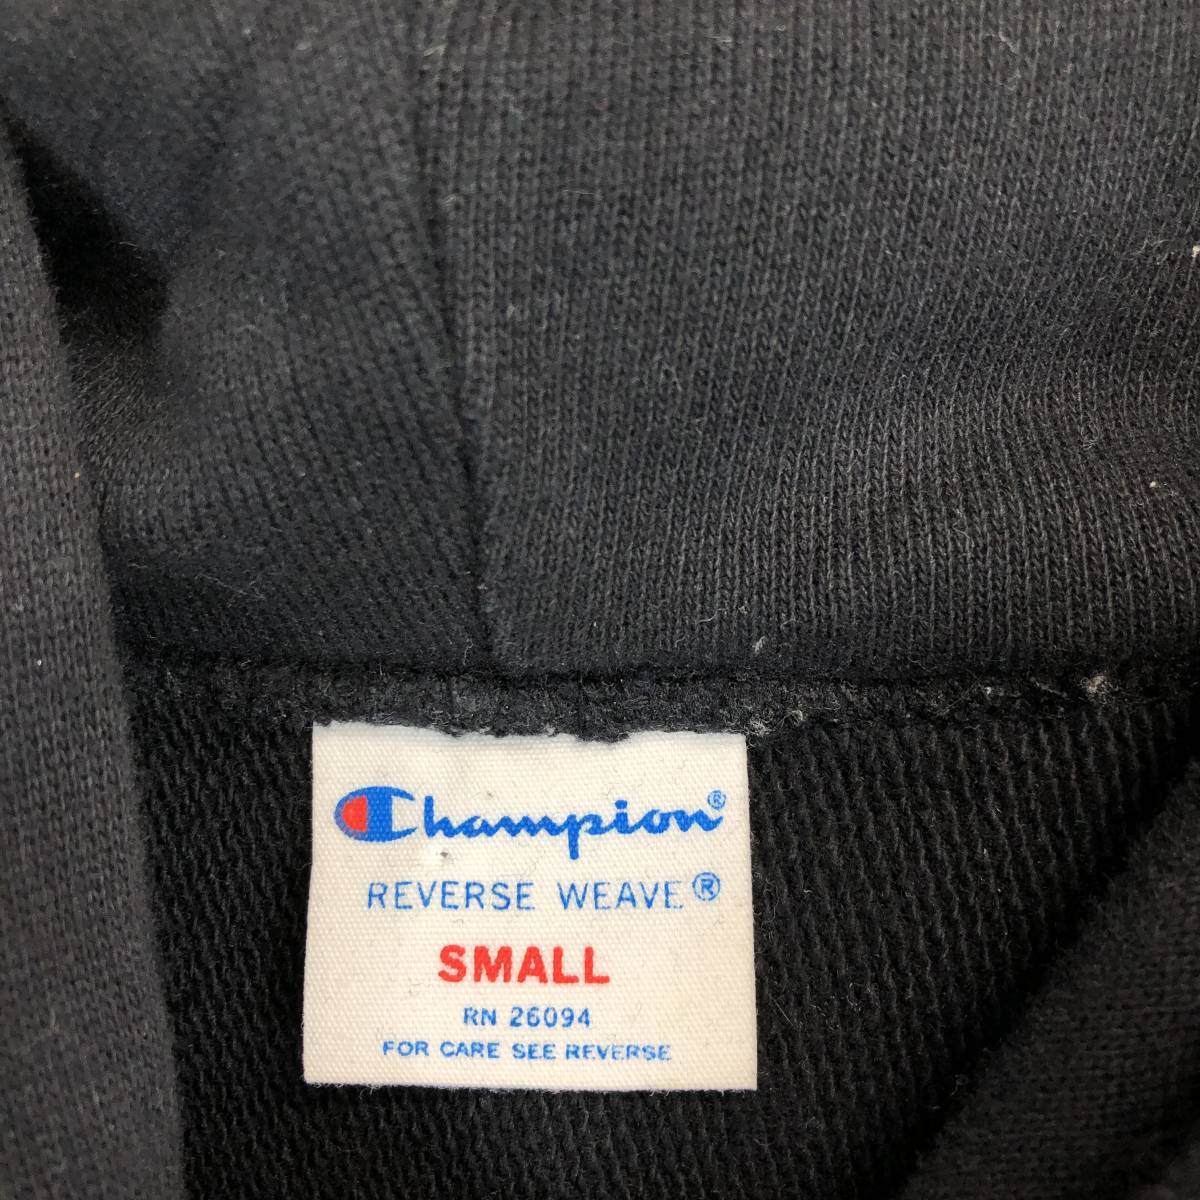 Champion®
REVERSE WEAVE®
SMALL
RN 26094
FOR CARE SEE REVERSE